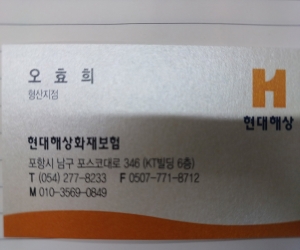 오 효 희
형산지점
현대해상
현대해상화재보험
포항시 남구 포스코대로 346 (KT빌딩 6층)
T (054) 277-8233 F 0507-771-8712
M 010-3569-0849